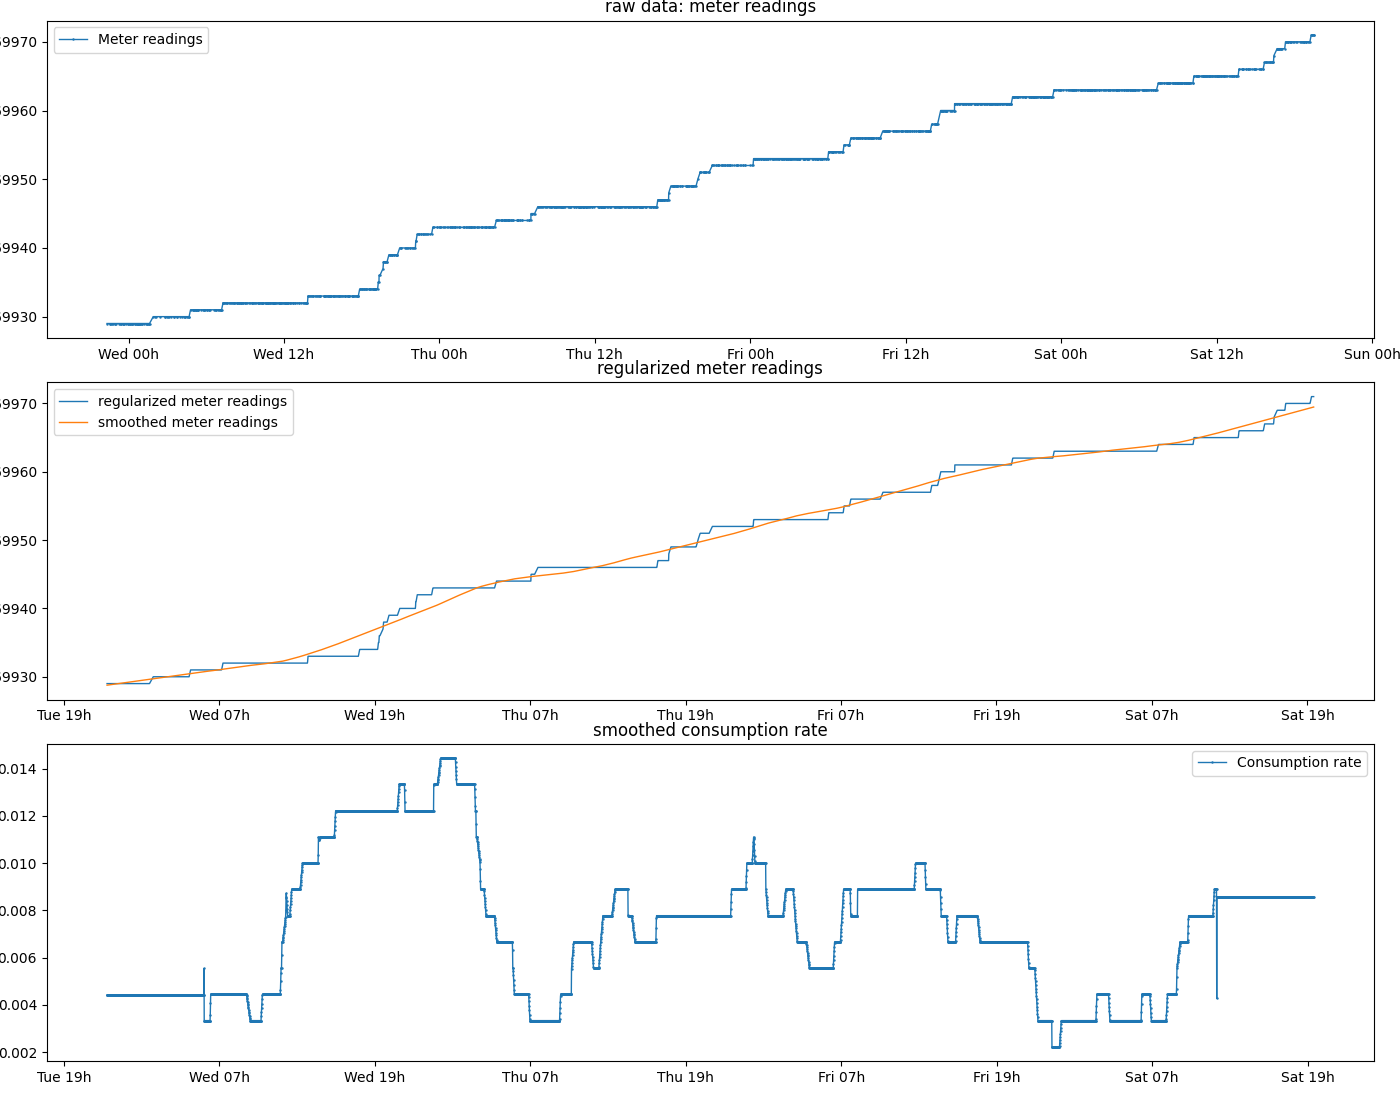 raw data: meter readings
Meter readings
9970
9960
9950
9940
9930
Wed 00h Wed 12h Thu 00h Thu 12h Fri 00h Fri 12h Sat 00h Sat 12h Sun 00h
regularized meter readings
regularized meter readings
smoothed meter readings
9970
9960
9950
9940
9930
Tue 19h Wed 07h Wed 19h Thu 07h Thu 19h Fri 07h Fri 19h Sat 07h Sat 19h
smoothed consumption rate
Consumption rate
0.014
0.012
0.010
0.008
0.006
0.004
0.002
Tue 19h Wed 07h Wed 19h Thu 07h Thu 19h Fri 07h Fri 19h Sat 07h Sat 19h